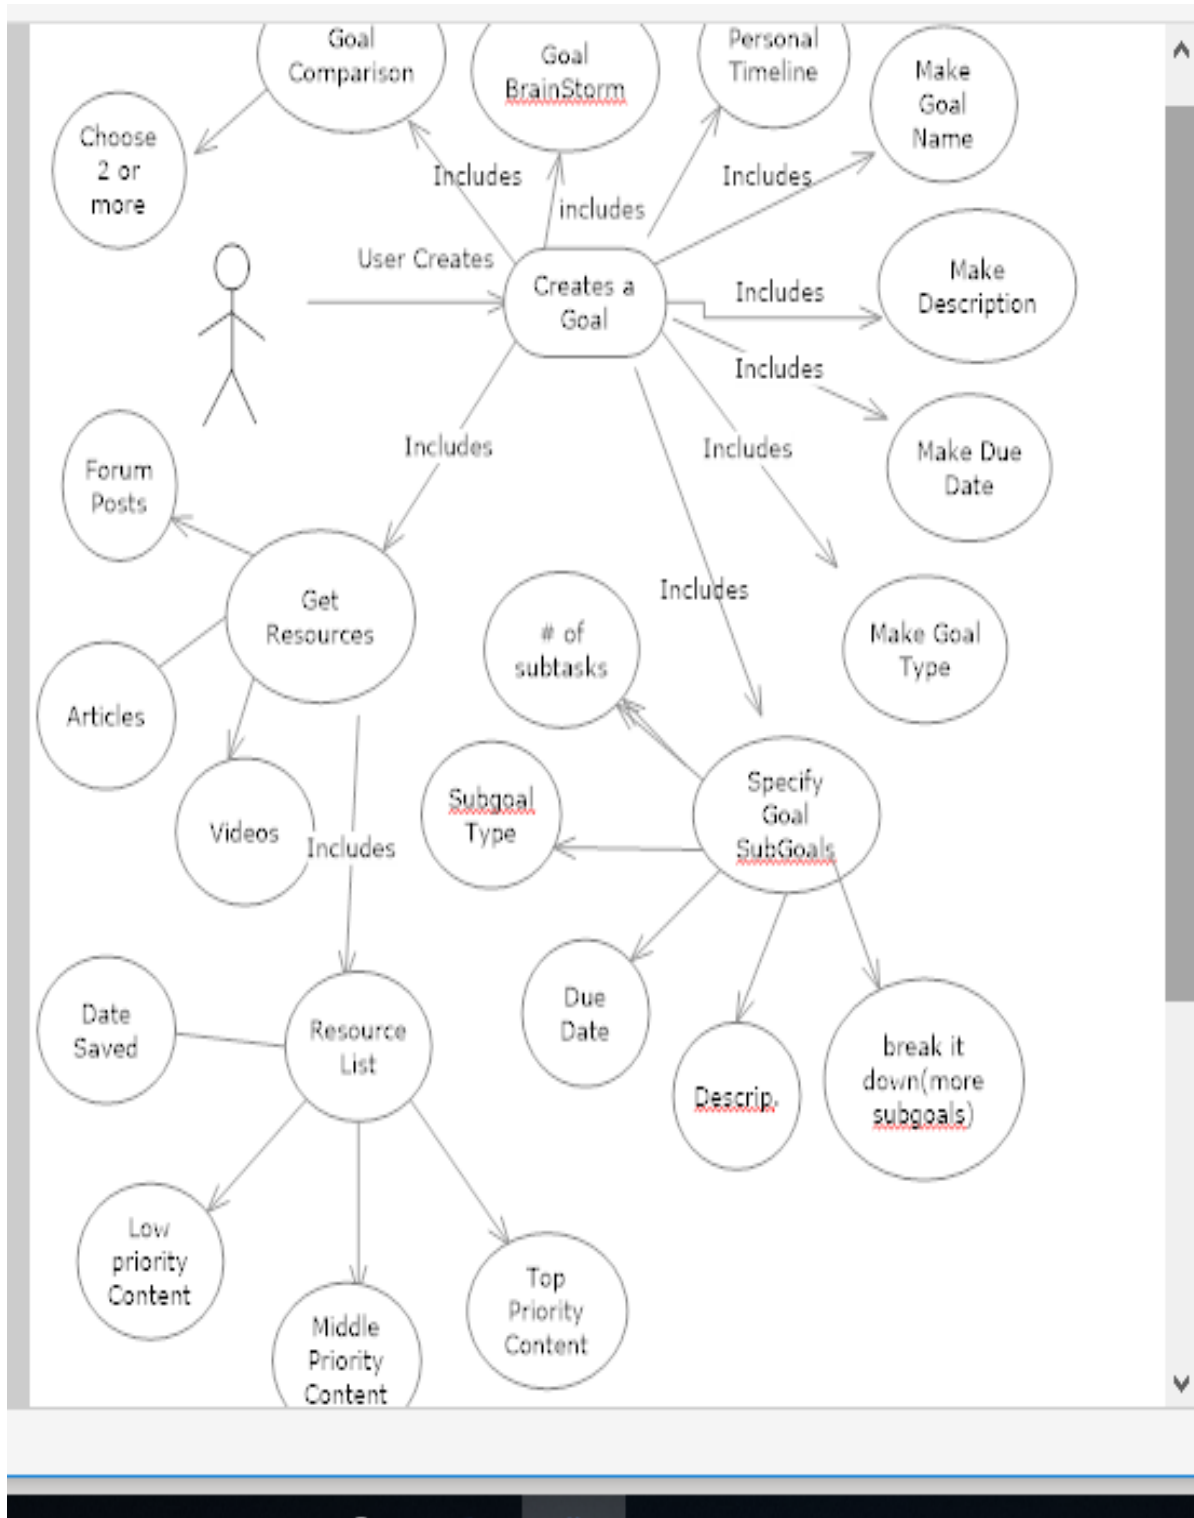 Goal
Comparison
Goal
BrainStorm
Personal
Timeline
Make
Goal
Name
Choose
2 or
more
Includes
includes
Includes
User Creates
Creates a
Goal
Includes
Make
Description
Includes
Make Due
Date
Includes
Includes
Forum
Posts
Get
Resources
Includes
# of
subtasks
Make Goal
Type
Articles
Subgoal
Type
Specify
Goal
SubGoals
Videos
Includes
Date
Saved
Resource
List
Due
Date
Descrip.
break it
down(more
subgoals)
Low
priority
Content
Middle
Priority
Content
Top
Priority
Content